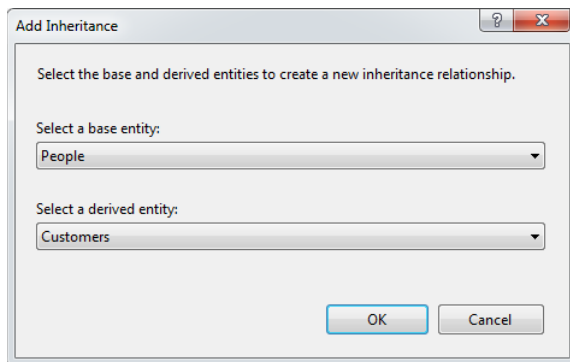 Add Inheritance
Select the base and derived entities to create a new inheritance relationship.
Select a base entity:
People
Select a derived entity:
Customers
OK Cancel